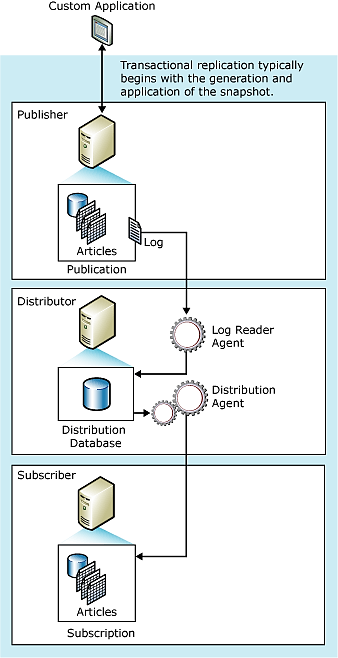 Custom Application
Transactional replication typically
begins with the generation and
application of the snapshot.
Publisher
Articles
Log
Publication
Distributor
Log Reader
Agent
Distribution
Agent
Distribution
Database
Subscriber
Articles
Subscription